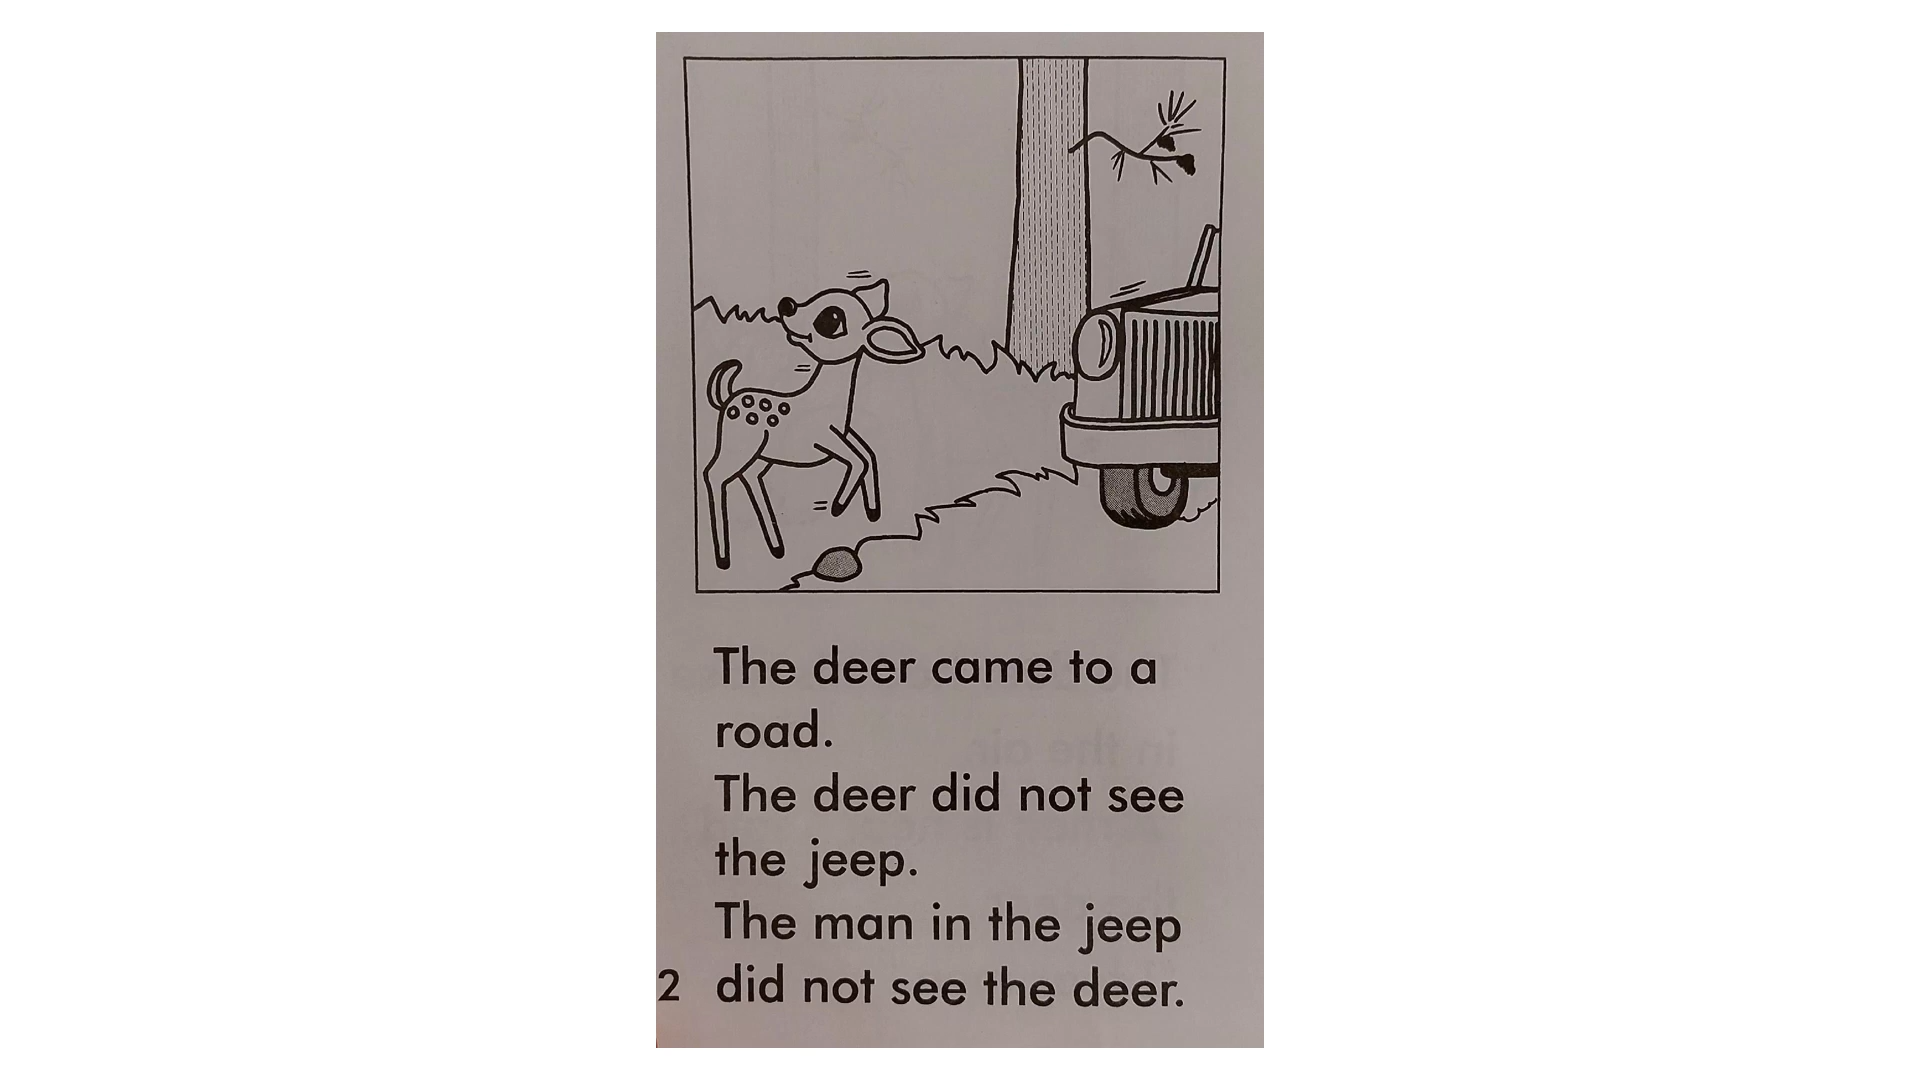 The deer came to a
road.
The deer did not see
the jeep.
The man in the jeep
2 did not see the deer.